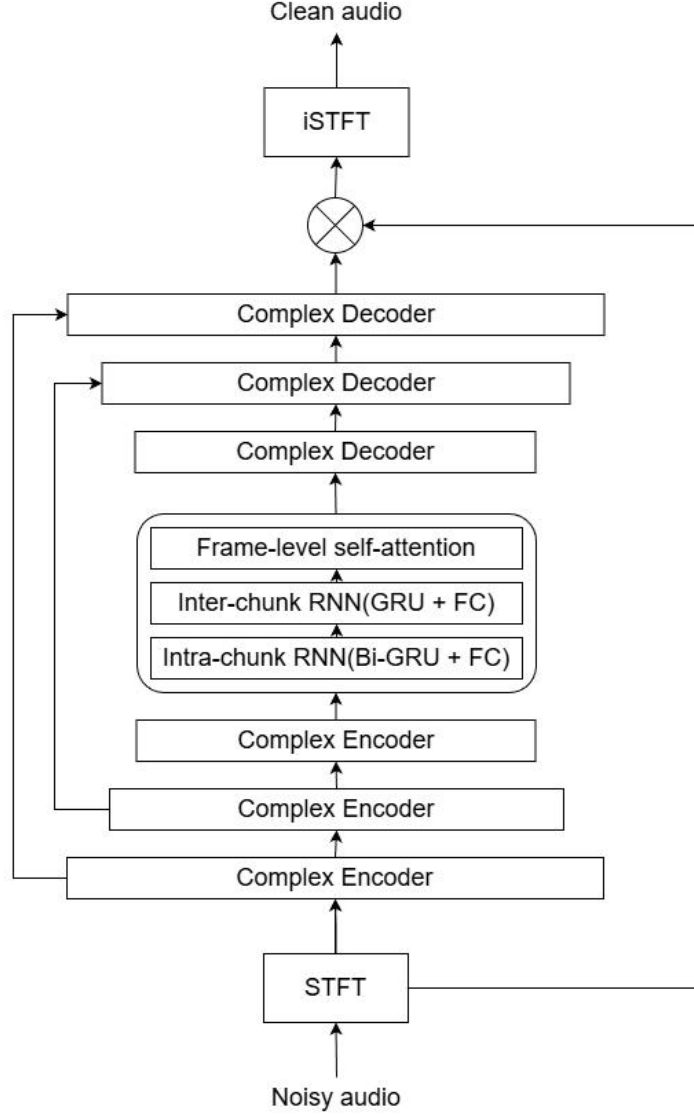 Clean audio
iSTFT
Complex Decoder
Complex Decoder
Complex Decoder
Frame-level self-attention
Inter-chunk RNN(GRU + FC)
Intra-chunk RNN(Bi-GRU + FC)
Complex Encoder
Complex Encoder
Complex Encoder
STFT
Noisy audio